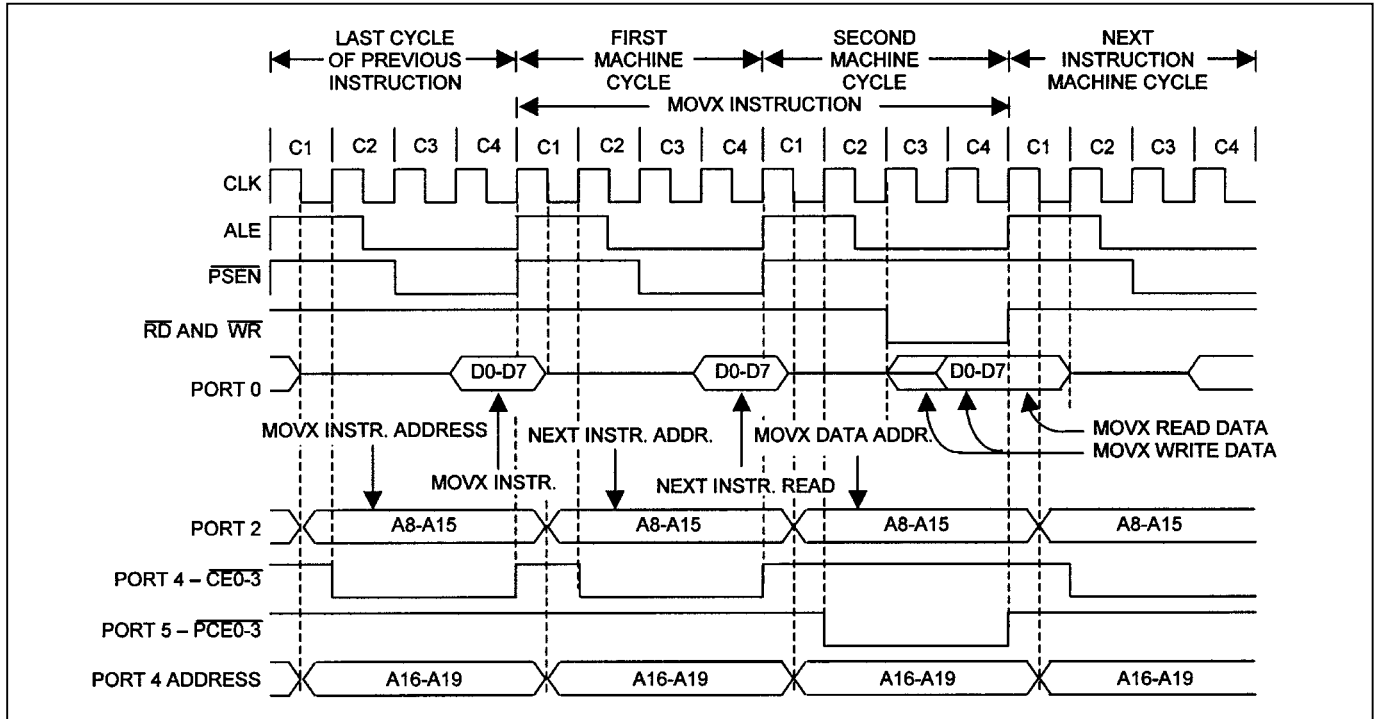 LAST CYCLE
OF PREVIOUS
INSTRUCTION
FIRST
MACHINE
CYCLE
SECOND
MACHINE
CYCLE
NEXT
INSTRUCTION
MACHINE CYCLE
MOVX INSTRUCTION
C1 C2 C3 C4 C1 C2 C3 C4 C1 C2 C3 C4 C1 C2 C3 C4
CLK
ALE
PSEN
RD AND WR
PORT 0
D0-D7 D0-D7 D0-D7
MOVX INSTR. ADDRESS
NEXT INSTR. ADDR.
MOVX DATA ADDR.
MOVX READ DATA
MOVX WRITE DATA
MOVX INSTR.
NEXT INSTR. READ
PORT 2
A8-A15 A8-A15 A8-A15 A8-A15
PORT 4 – CE0-3
PORT 5 – PCE0-3
PORT 4 ADDRESS
A16-A19 A16-A19 A16-A19 A16-A19